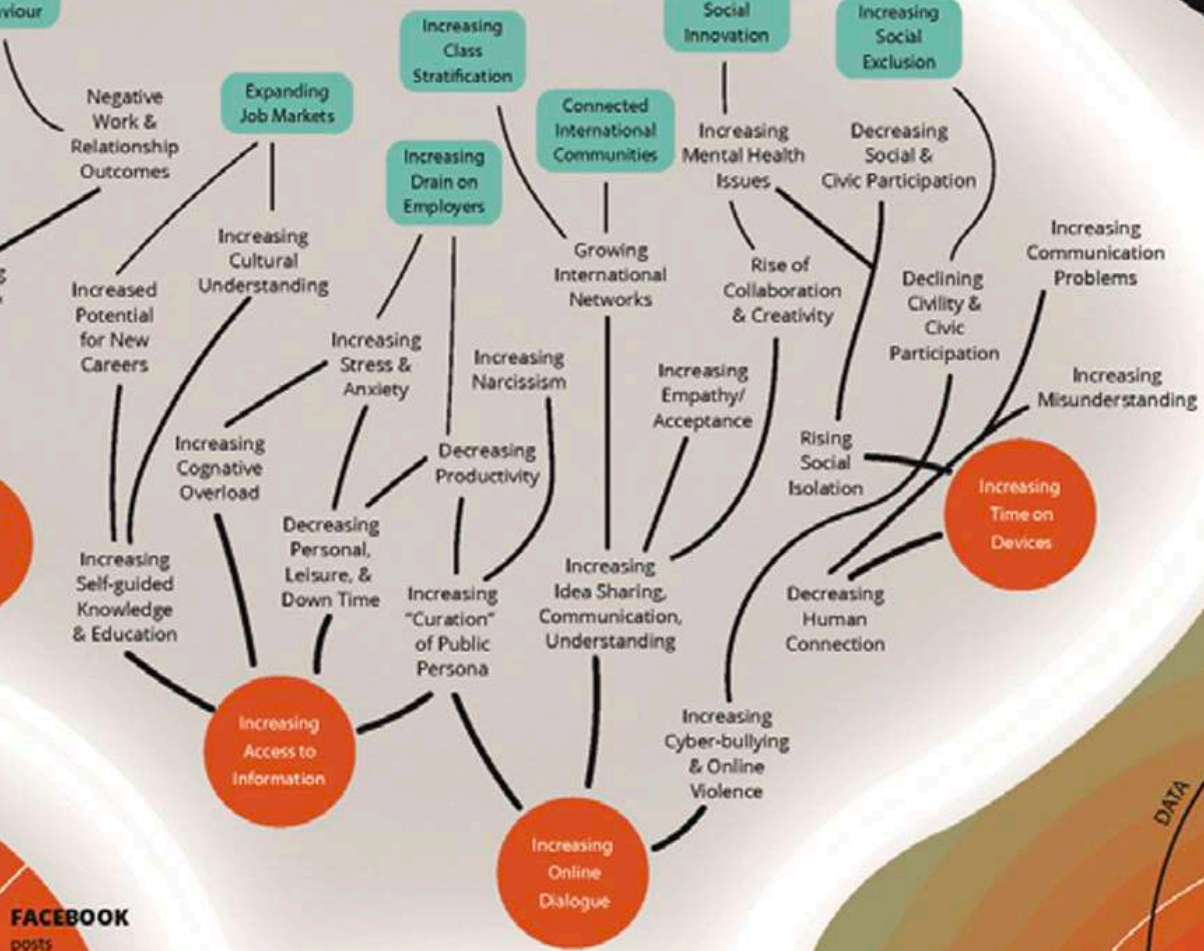 viour
Negative
Work &
Relationship
Outcomes
Expanding
Job Markets
Increasing
Class
Stratification
Increasing
Drain on
Employers
Connected
International
Communities
Social
Innovation
Increasing
Social
Exclusion
Increasing
Mental Health
Issues
Decreasing
Social &
Civic Participation
Increasing
Cultural
Understanding
Growing
International
Networks
Rise of
Collaboration
& Creativity
Declining
Civility &
Civic
Participation
Increasing
Communication
Problems
g
Increased
Potential
for New
Careers
Increasing
Stress &
Anxiety
Increasing
Narcissism
Increasing
Empathy/
Acceptance
Increasing
Misunderstanding
Increasing
Cognitive
Overload
Decreasing
Productivity
Rising
Social
Isolation
Increasing
Time on
Devices
Increasing
Self-guided
Knowledge
& Education
Decreasing
Personal,
Leisure, &
Down Time
Increasing
"Curation"
of Public
Persona
Increasing
Idea Sharing,
Communication,
Understanding
Decreasing
Human
Connection
Increasing
Access to
Information
Increasing
Cyber-bullying
& Online
Violence
Increasing
Online
Dialogue
DATA
FACEBOOK
posts